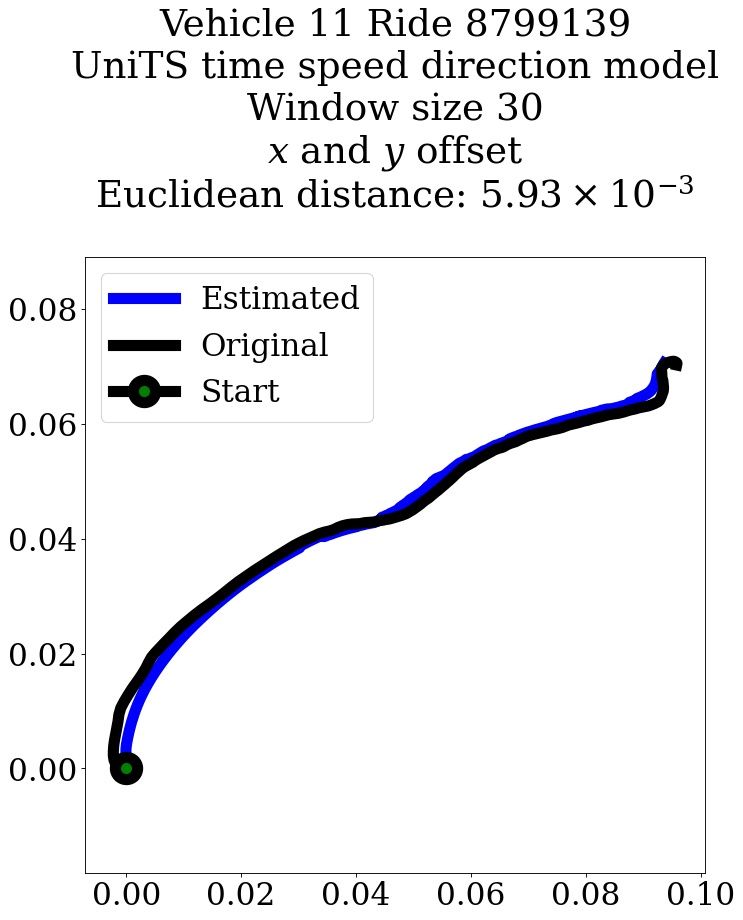 Vehicle 11 Ride 8799139
UniTS time speed direction model
Window size 30
x and y offset
Euclidean distance: 5.93 × 10⁻³
Estimated
Original
Start
0.08
0.06
0.04
0.02
0.00
0.00 0.02 0.04 0.06 0.08 0.10